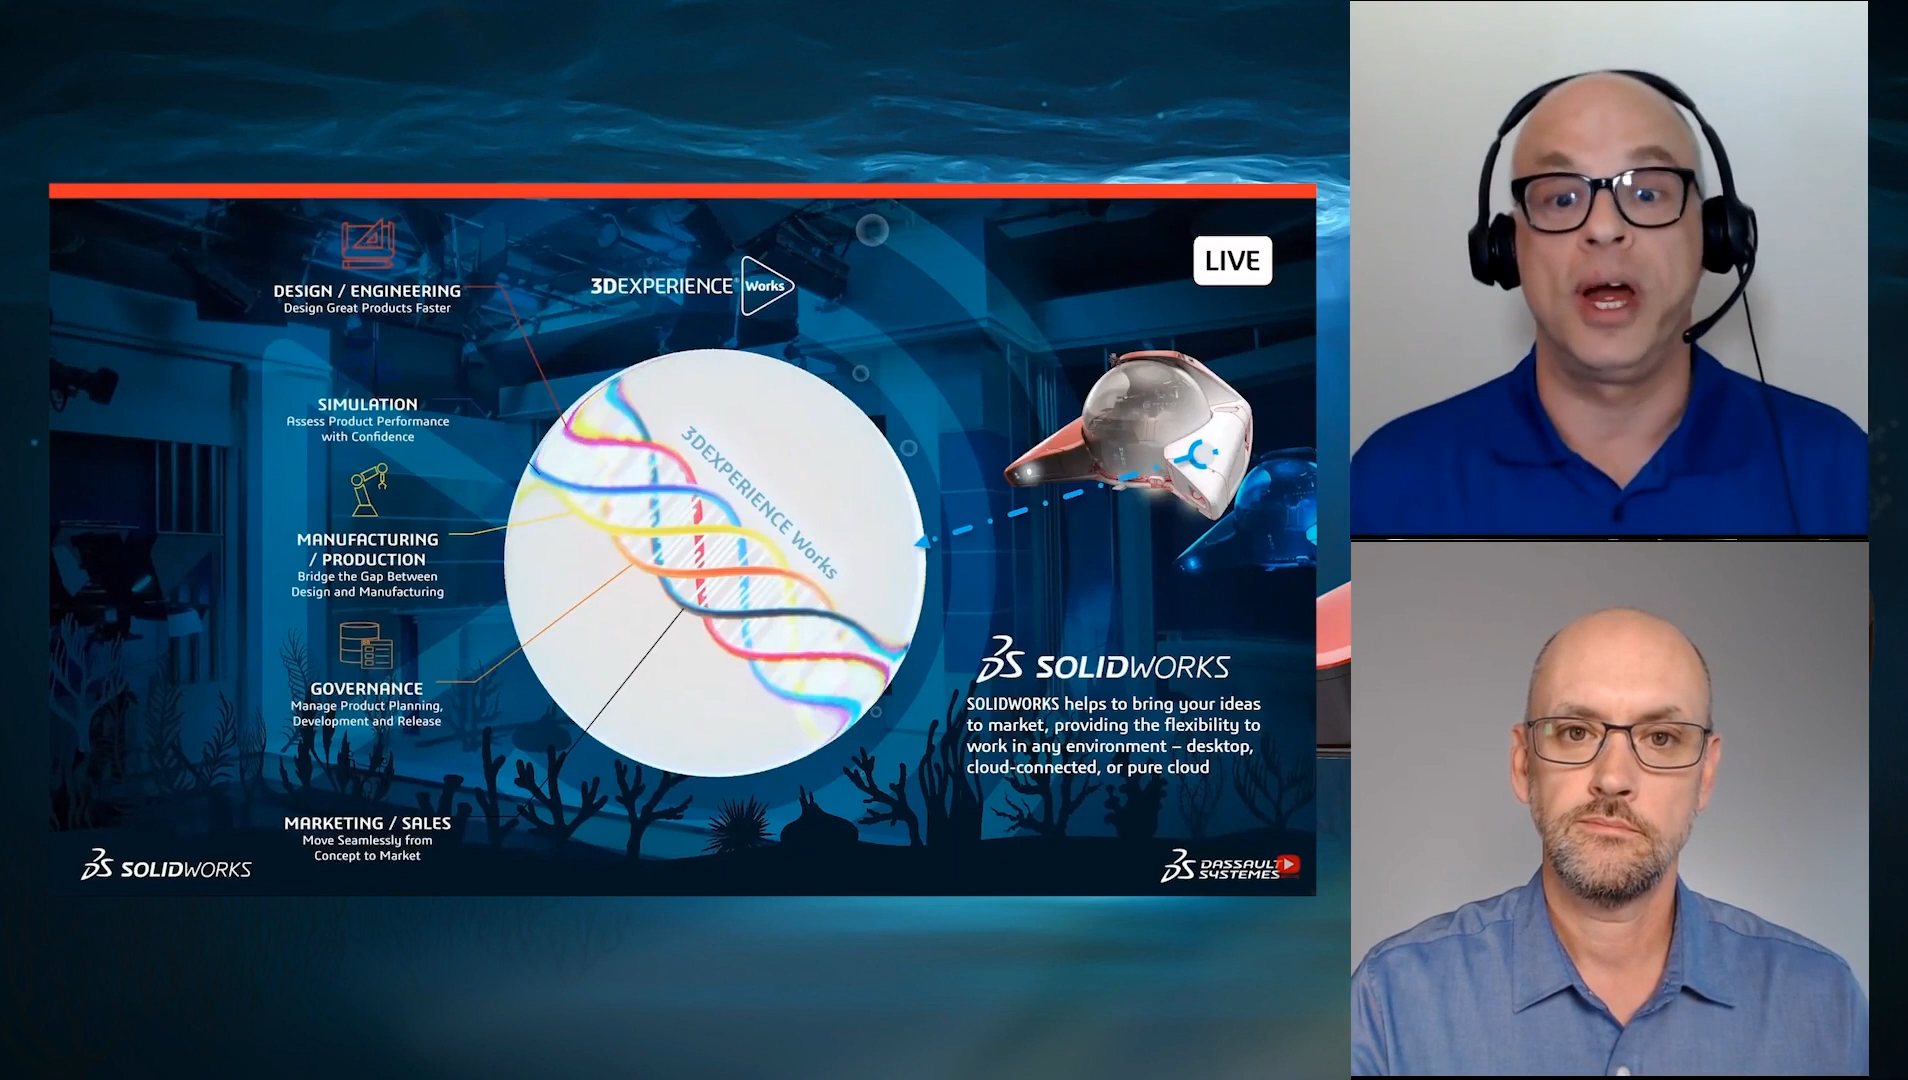 DESIGN / ENGINEERING
Design Great Products Faster
SIMULATION
Assess Product Performance
with Confidence
MANUFACTURING
/ PRODUCTION
Bridge the Gap Between
Design and Manufacturing
GOVERNANCE
Manage Product Planning,
Development and Release
MARKETING / SALES
Move Seamlessly from
Concept to Market
3DEXPERIENCE® Works
3DEXPERIENCE Works
LIVE
3DS SOLIDWORKS
SOLIDWORKS helps to bring your ideas
to market, providing the flexibility to
work in any environment – desktop,
cloud-connected, or pure cloud
3DS SOLIDWORKS
3DS DASSAULT
SYSTEMES